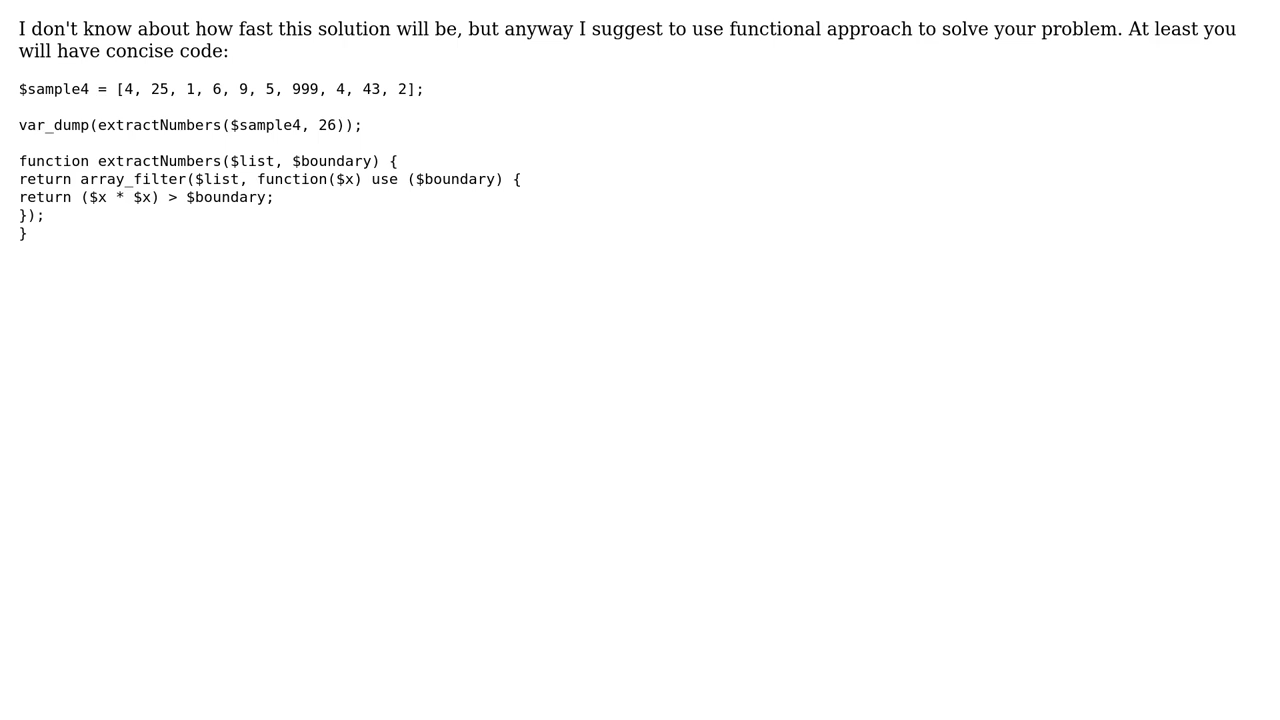 I don't know about how fast this solution will be, but anyway I suggest to use functional approach to solve your problem. At least you
will have concise code:
$sample4 = [4, 25, 1, 6, 9, 5, 999, 4, 43, 2];
var_dump(extractNumbers($sample4, 26));
function extractNumbers($list, $boundary) {
return array_filter($list, function($x) use ($boundary) {
return ($x * $x) > $boundary;
});
}